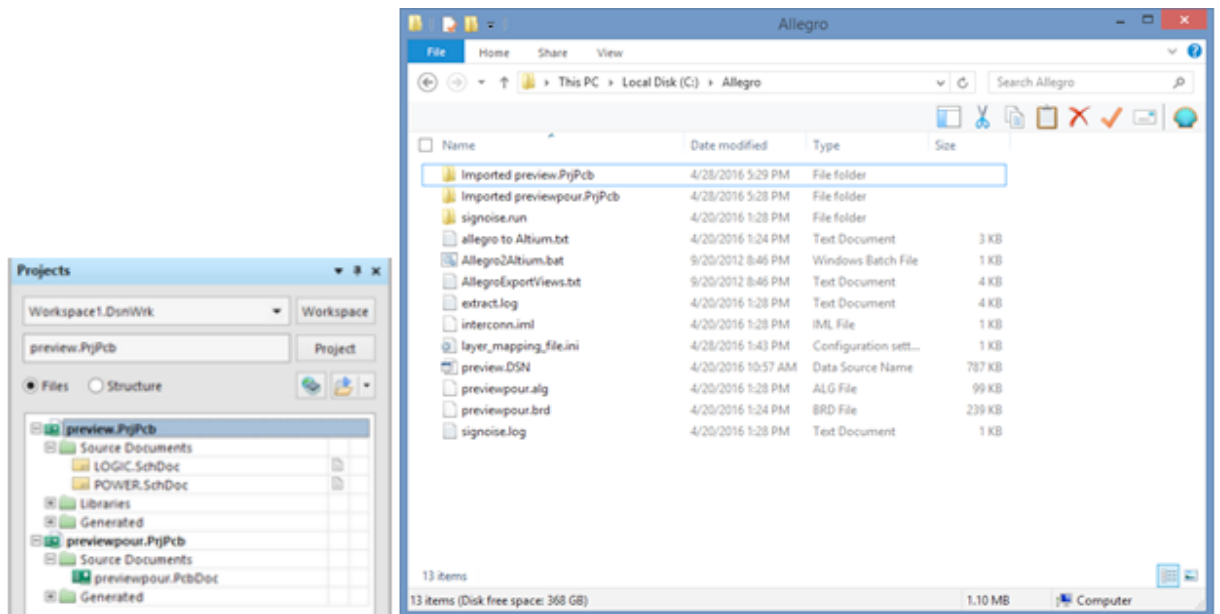 Projects
Workspace1.DsnWrk Workspace
preview.PrjPcb Project
Files Structure
preview.PrjPcb
Source Documents
LOGIC.SchDoc
POWER.SchDoc
Libraries
Generated
previewpour.PrjPcb
Source Documents
previewpour.PcbDoc
Generated
Allegro
File Home Share View
This PC Local Disk (C:) Allegro Search Allegro
Name Date modified Type Size
Imported preview.PrjPcb 4/28/2016 5:29 PM File folder
Imported previewpour.PrjPcb 4/28/2016 5:28 PM File folder
signoise.run 4/20/2016 1:28 PM File folder
allegro to Altium.txt 4/20/2016 1:24 PM Text Document 3 KB
Allegro2Altium.bat 9/20/2012 8:46 PM Windows Batch File 1 KB
AllegroExportViews.txt 9/20/2012 8:46 PM Text Document 4 KB
extract.log 4/20/2016 1:28 PM Text Document 4 KB
interconn.iml 4/20/2016 1:28 PM IML File 1 KB
layer_mapping_file.ini 4/28/2016 1:43 PM Configuration sett... 1 KB
preview.DSN 4/20/2016 10:57 AM Data Source Name 787 KB
previewpour.alg 4/20/2016 1:28 PM ALG File 99 KB
previewpour.brd 4/20/2016 1:24 PM BRD File 239 KB
signoise.log 4/20/2016 1:28 PM Text Document 1 KB
13 items
13 items (Disk free space: 368 GB) 1.10 MB Computer